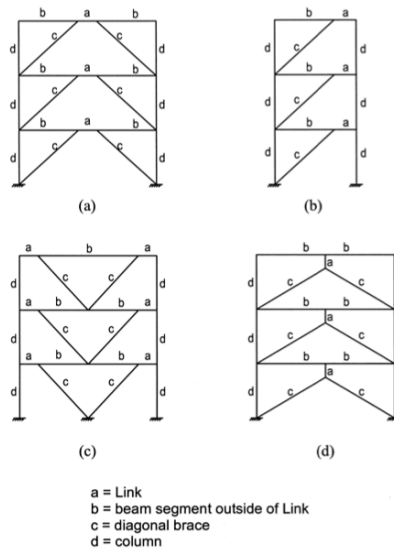 b a b
c c
d d
b a b
c c
d d
b a b
c c
d d
(a)
b a
c
d d
b a
c
d d
b a
c
d d
(b)
a b a
c c
d d
a b b a
c c
d d
a b b a
c c
d d
(c)
b b
a
c c
d
b b
a
c c
d
b b
a
c c
d
(d)
a = Link
b = beam segment outside of Link
c = diagonal brace
d = column